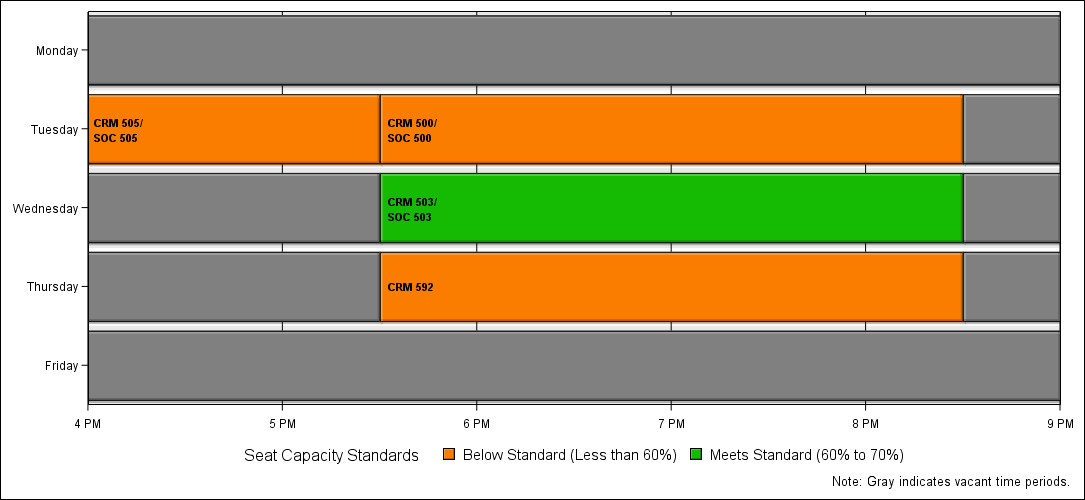 Monday
Tuesday
CRM 505/
SOC 505
CRM 500/
SOC 500
Wednesday
CRM 503/
SOC 503
Thursday
CRM 592
Friday
4 PM 5 PM 6 PM 7 PM 8 PM 9 PM
Seat Capacity Standards Below Standard (Less than 60%) Meets Standard (60% to 70%)
Note: Gray indicates vacant time periods.